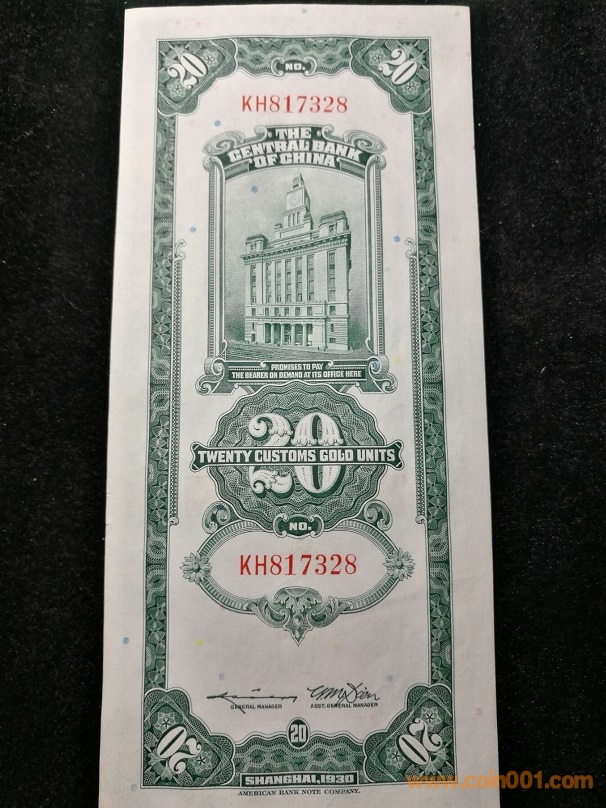 20 20
NO.
KH817328
THE
CENTRAL BANK
OF CHINA
PROMISES TO PAY
THE BEARER ON DEMAND AT ITS OFFICE HERE
20
TWENTY CUSTOMS GOLD UNITS
NO.
KH817328
GENERAL MANAGER ASST. GENERAL MANAGER
20 20 20
SHANGHAI, 1930
AMERICAN BANK NOTE COMPANY.
www.coin001.com